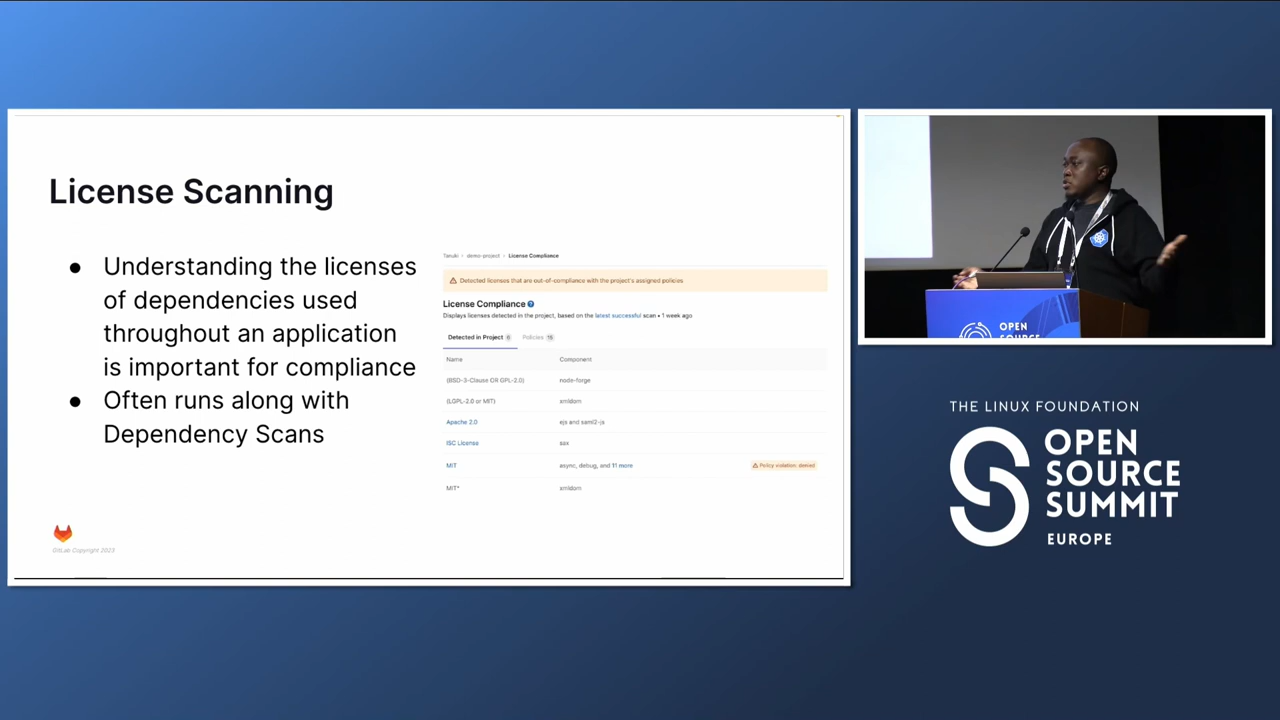 License Scanning
● Understanding the licenses
of dependencies used
throughout an application
is important for compliance
● Often runs along with
Dependency Scans
Tanuki > demo-project > License Compliance
Detected licenses that are out-of-compliance with the project's assigned policies
License Compliance
Displays licenses detected in the project, based on the latest successful scan • 1 week ago
Detected in Project 6 Policies 15
Name Component
(BSD-3-Clause OR GPL-2.0) node-forge
(LGPL-2.0 or MIT) xmldom
Apache 2.0 ejs and saml2-js
ISC License sax
MIT async, debug, and 11 more Policy violation: denied
MIT* xmldom
GitLab Copyright 2023
OPEN
SOURCE
THE LINUX FOUNDATION
OPEN
SOURCE
SUMMIT
EUROPE